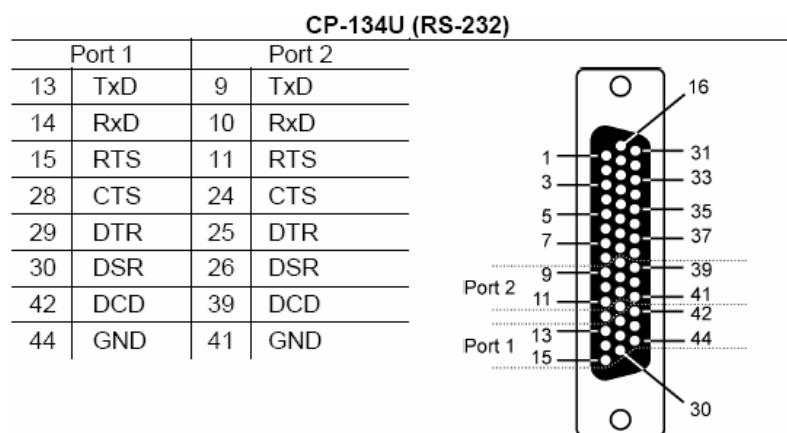 CP-134U (RS-232)
Port 1 Port 2
13 TxD 9 TxD
14 RxD 10 RxD
15 RTS 11 RTS
28 CTS 24 CTS
29 DTR 25 DTR
30 DSR 26 DSR
42 DCD 39 DCD
44 GND 41 GND
16
1 31
3 33
5 35
7 37
9 39
Port 2
11 41
42
13 44
Port 1
15
30